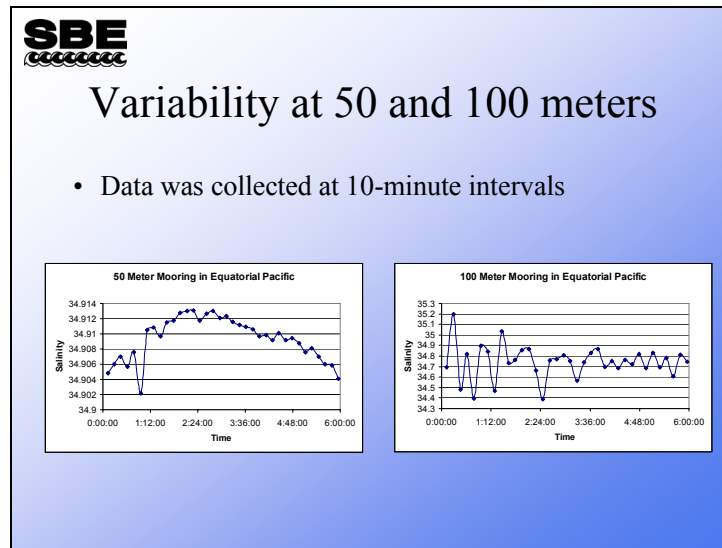 SBE
Variability at 50 and 100 meters
• Data was collected at 10-minute intervals
50 Meter Mooring in Equatorial Pacific
34.914
34.912
34.91
34.908
34.906
34.904
34.902
34.9
Salinity
0:00:00 1:12:00 2:24:00 3:36:00 4:48:00 6:00:00
Time
100 Meter Mooring in Equatorial Pacific
35.3
35.2
35.1
35
34.9
34.8
34.7
34.6
34.5
34.4
34.3
Salinity
0:00:00 1:12:00 2:24:00 3:36:00 4:48:00 6:00:00
Time